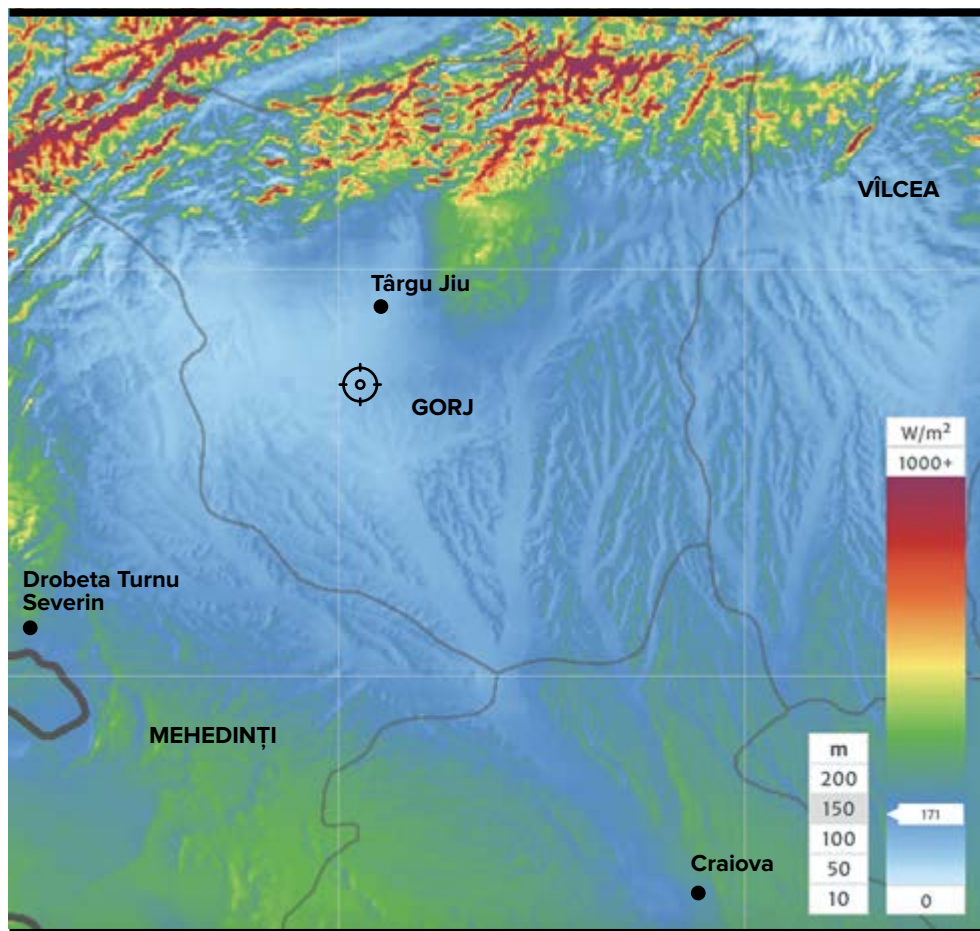 VÎLCEA
Târgu Jiu
GORJ
W/m²
1000+
Drobeta Turnu
Severin
MEHEDINȚI
m
200
150
171
100
50
Craiova
10
0